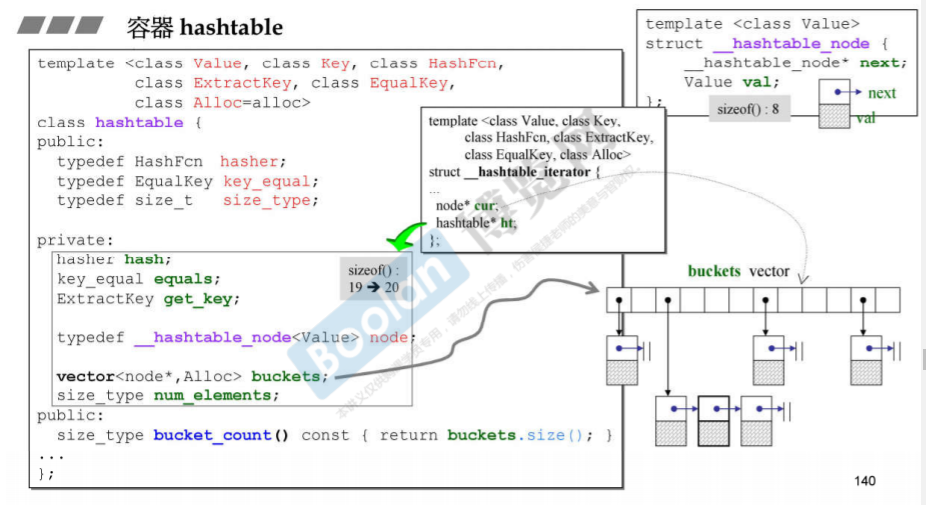 容器 hashtable
template <class Value, class Key, class HashFcn,
class ExtractKey, class EqualKey,
class Alloc=alloc>
class hashtable {
public:
typedef HashFcn hasher;
typedef EqualKey key_equal;
typedef size_t size_type;
private:
hasher hash;
key_equal equals;
ExtractKey get_key;
typedef __hashtable_node<Value> node;
vector<node*,Alloc> buckets;
size_type num_elements;
public:
size_type bucket_count() const { return buckets.size(); }
...
};
sizeof() :
19 ➔ 20
template <class Value, class Key,
class HashFcn, class ExtractKey,
class EqualKey, class Alloc>
struct __hashtable_iterator {
...
node* cur;
hashtable* ht;
};
template <class Value>
struct __hashtable_node {
__hashtable_node* next;
Value val;
};
sizeof() : 8
next
val
buckets vector
Boolan
博览网
140